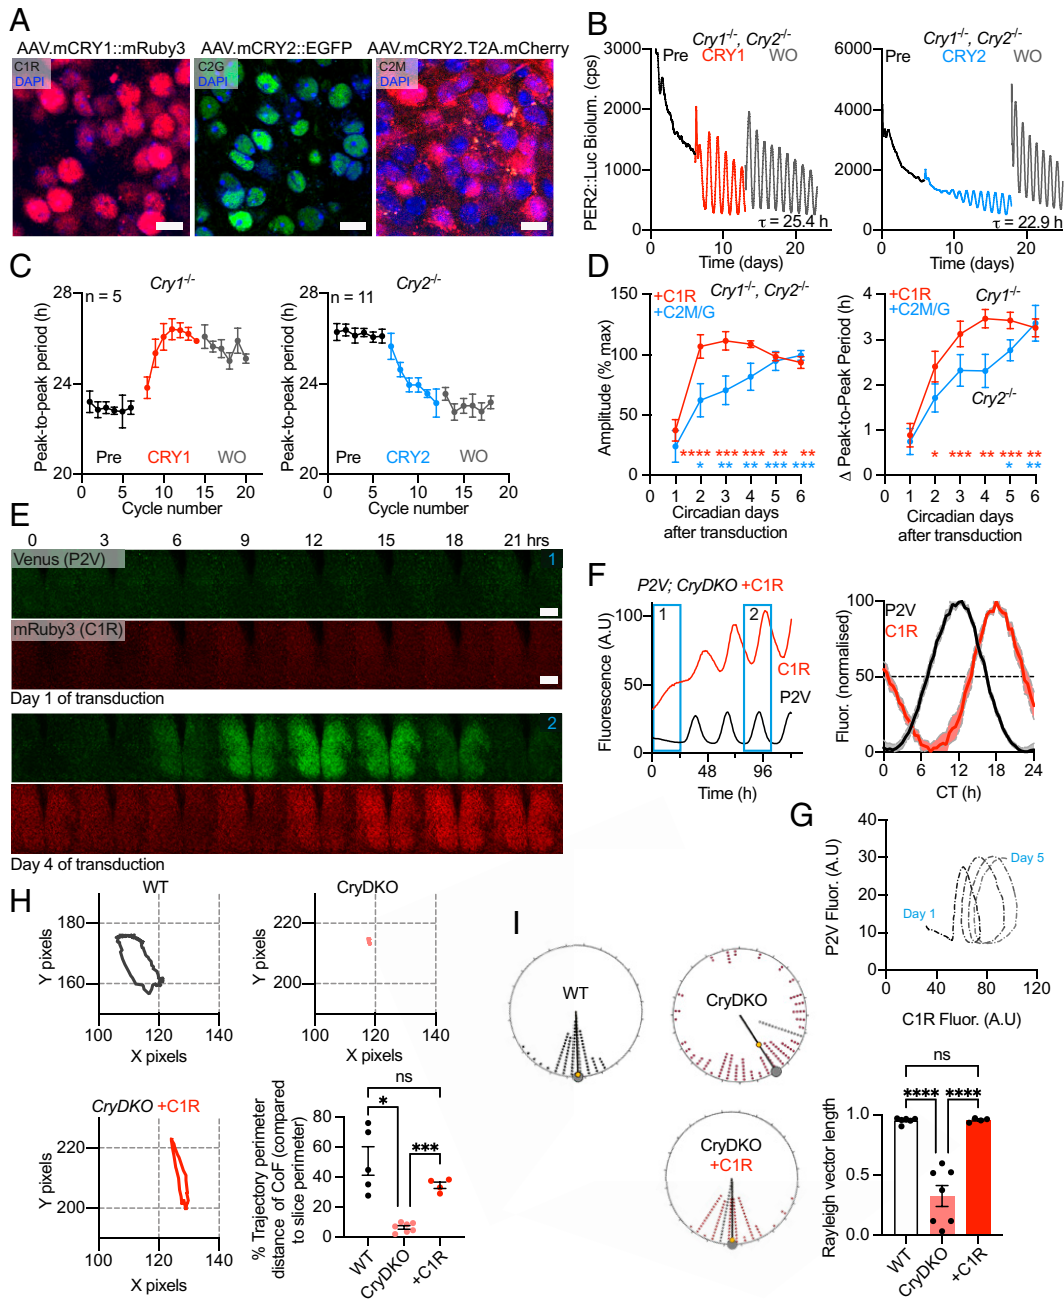 A
AAV.mCRY1::mRuby3
AAV.mCRY2::EGFP
AAV.mCRY2.T2A.mCherry
C1R
DAPI
C2G
DAPI
C2M
DAPI
B
Cry1-/-, Cry2-/-
Pre
CRY1
WO
PER2::Luc Biolum. (cps)
3000
2000
1000
0
0 10 20
Time (days)
τ = 25.4 h
Cry1-/-, Cry2-/-
Pre
CRY2
WO
6000
4000
2000
0
0 10 20
Time (days)
τ = 22.9 h
C
Cry1-/-
n = 5
Peak-to-peak period (h)
28
24
20
Pre
CRY1
WO
0 5 10 15 20
Cycle number
Cry2-/-
n = 11
Peak-to-peak period (h)
28
24
20
Pre
CRY2
WO
0 5 10 15 20
Cycle number
D
+C1R
+C2M/G
Cry1-/-, Cry2-/-
Amplitude (% max)
150
100
50
0
**** *** *** ** **
* ** ** *** ***
0 1 2 3 4 5 6
Circadian days
after transduction
+C1R
+C2M/G
Cry1-/-
Cry2-/-
Δ Peak-to-Peak Period (h)
4
3
2
1
0
* *** ** *** **
* **
0 1 2 3 4 5 6
Circadian days
after transduction
E
0 3 6 9 12 15 18 21 hrs
Venus (P2V)
1
mRuby3 (C1R)
Day 1 of transduction
2
Day 4 of transduction
F
P2V; CryDKO +C1R
Fluorescence (A.U)
100
50
0
1
2
C1R
P2V
0 48 96
Time (h)
P2V
C1R
Fluor. (normalised)
100
50
0
0 6 12 18 24
CT (h)
G
P2V Fluor. (A.U)
40
30
20
10
0
Day 5
Day 1
0 40 80 120
C1R Fluor. (A.U)
H
WT
Y pixels
180
160
100 120 140
X pixels
CryDKO
Y pixels
220
200
100 120 140
X pixels
CryDKO +C1R
Y pixels
220
200
100 120 140
X pixels
% Trajectory perimeter
distance of CoF (compared
to slice perimeter)
80
60
40
20
0
ns
*
***
WT
CryDKO
+C1R
I
WT
CryDKO
CryDKO
+C1R
Rayleigh vector length
1.0
0.5
0.0
ns
**** ****
WT
CryDKO
+C1R